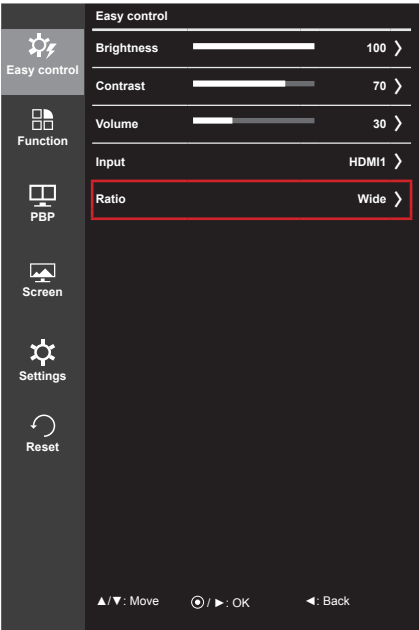 Easy control
Easy control
Brightness 100
Contrast 70
Volume 30
Input HDMI1
Ratio Wide
Function
PBP
Screen
Settings
Reset
▲/▼: Move ⦿ / ►: OK ◄: Back